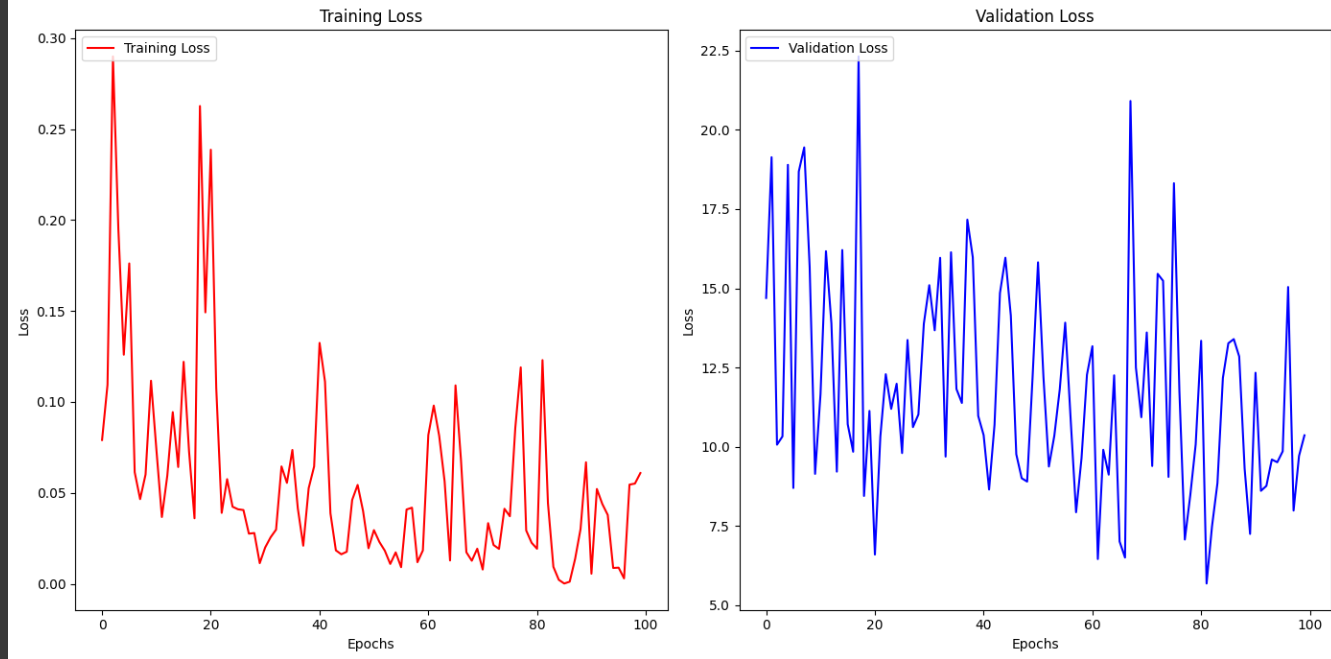 Training Loss
Training Loss
0.30
0.25
0.20
0.15
0.10
0.05
0.00
Loss
0 20 40 60 80 100
Epochs
Validation Loss
Validation Loss
22.5
20.0
17.5
15.0
12.5
10.0
7.5
5.0
Loss
0 20 40 60 80 100
Epochs